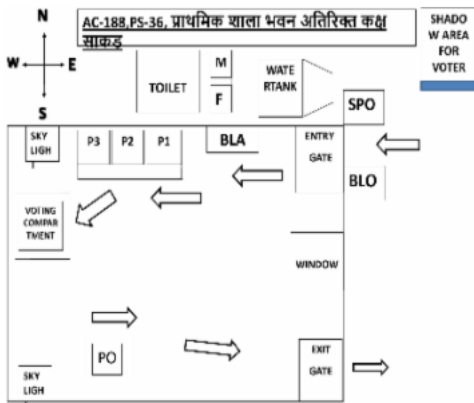 N
AC-188,PS-36, प्राथमिक शाला भवन अतिरिक्त कक्ष
साकड़
SHADO
W AREA
FOR
VOTER
W E
S
TOILET
M
F
WATE
RTANK
SPO
SKY
LIGH
P3 P2 P1
BLA
ENTRY
GATE
BLO
VOTING
COMPAR
TMENT
WINDOW
PO
EXIT
GATE
SKY
LIGH